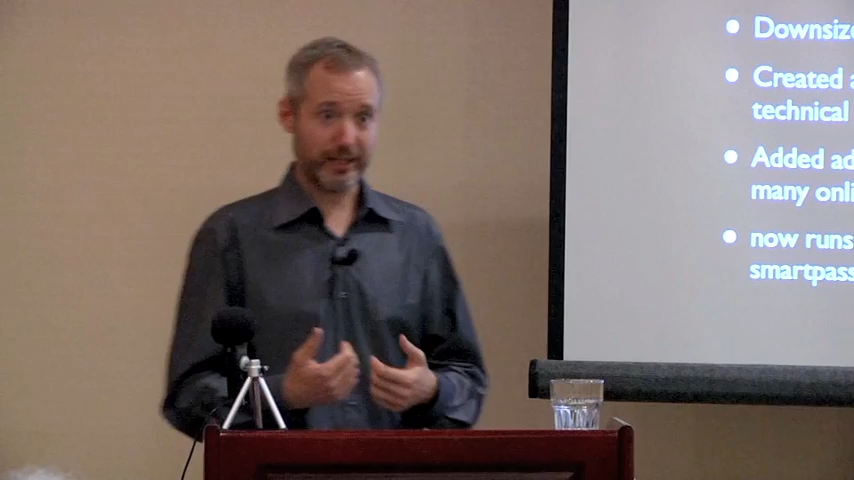 Downsize
Created a
technical
Added ad
many onli
now runs
smartpass